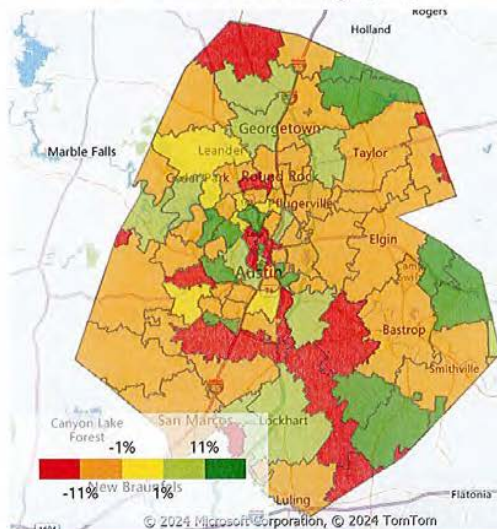 Rogers
Holland
Georgetown
Marble Falls
Leander
Taylor
Cedar Park
Round Rock
Pflugerville
Elgin
Austin
Bastrop
Smithville
Canyon Lake
Forest
San Marcos
Lockhart
-1%
11%
-11%
1%
New Braunfels
Luling
Flatonia
© 2024 Microsoft Corporation, © 2024 TomTom